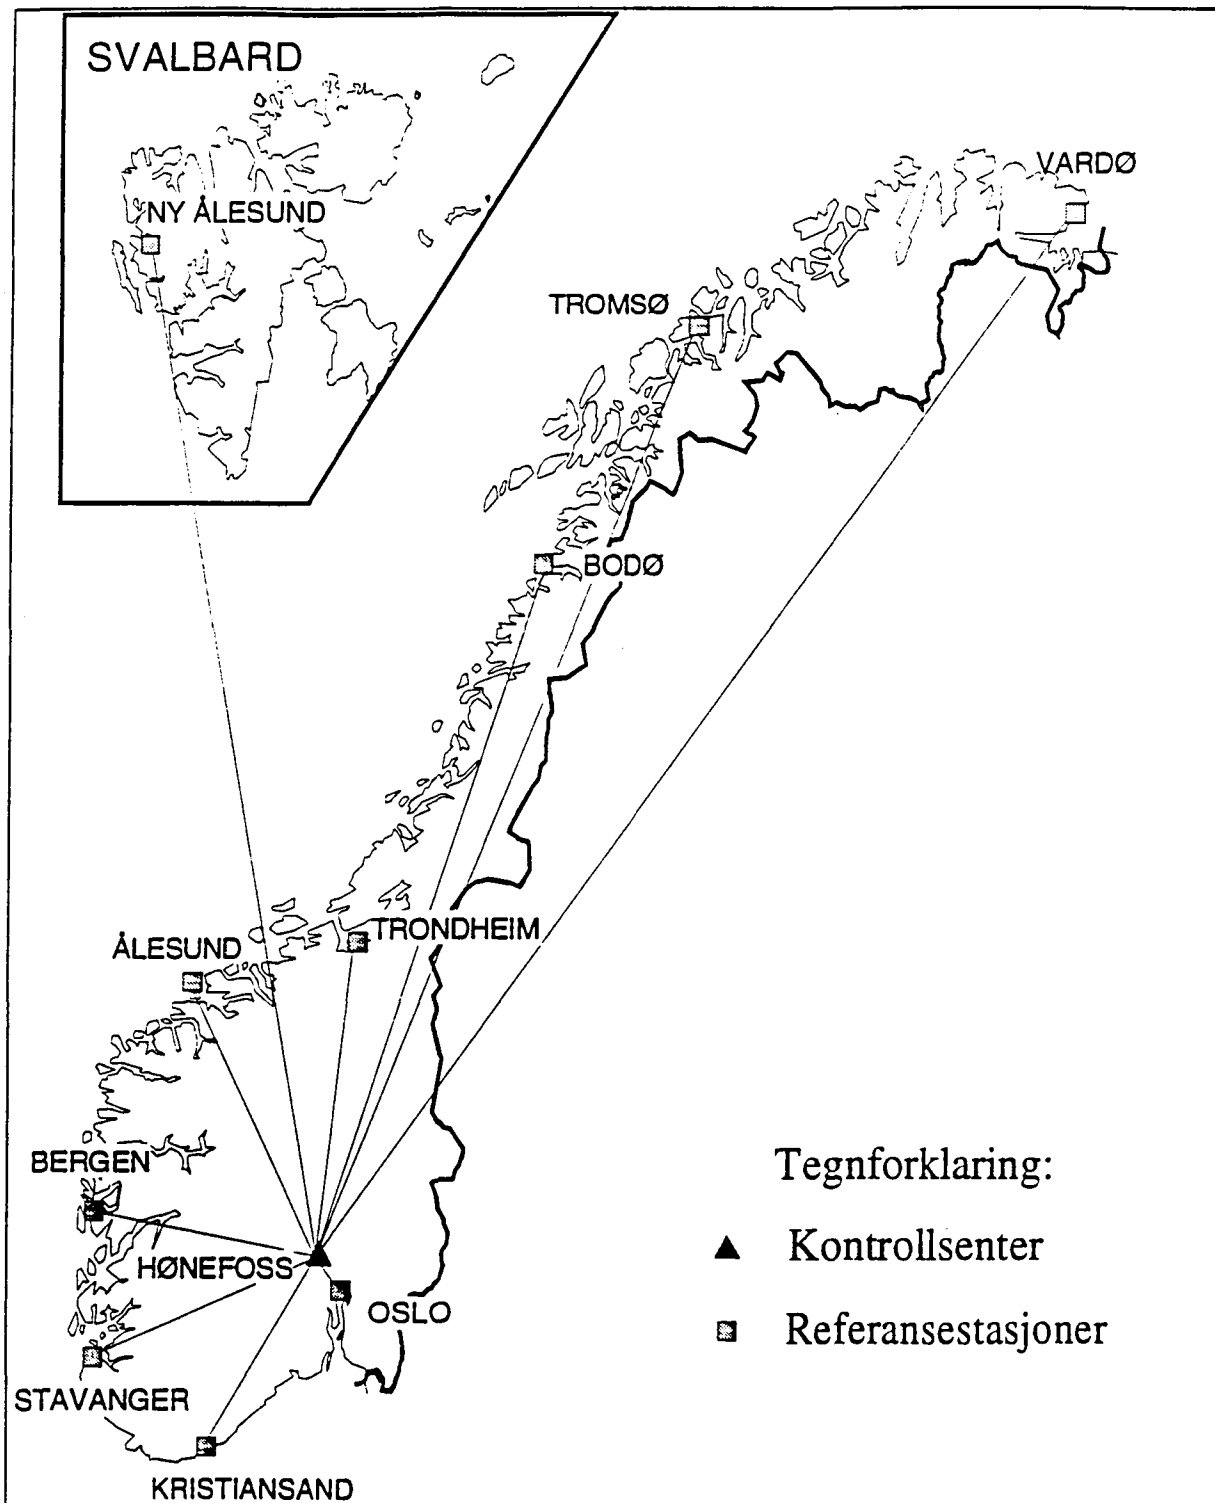 SVALBARD
VARDØ
NY ÅLESUND
TROMSØ
BODØ
TRONDHEIM
ÅLESUND
BERGEN
Tegnforklaring:
Kontrollsenter
HØNEFOSS
OSLO
Referansestasjoner
STAVANGER
KRISTIANSAND